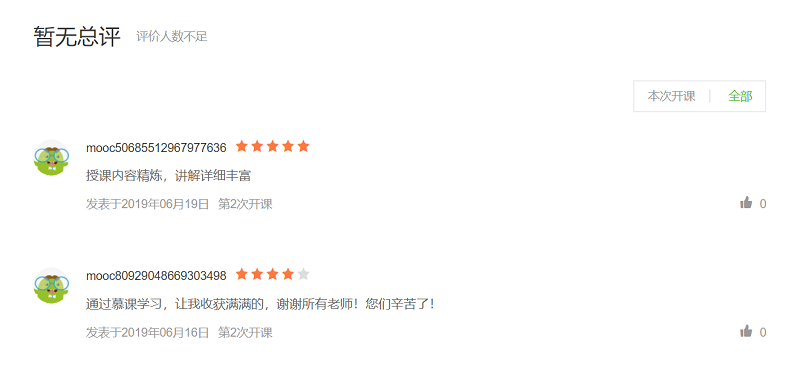 暂无总评 评价人数不足
本次开课 全部
mooc50685512967977636
授课内容精炼，讲解详细丰富
发表于2019年06月19日 第2次开课 0
mooc80929048669303498
通过慕课学习，让我收获满满的，谢谢所有老师！您们辛苦了！
发表于2019年06月16日 第2次开课 0